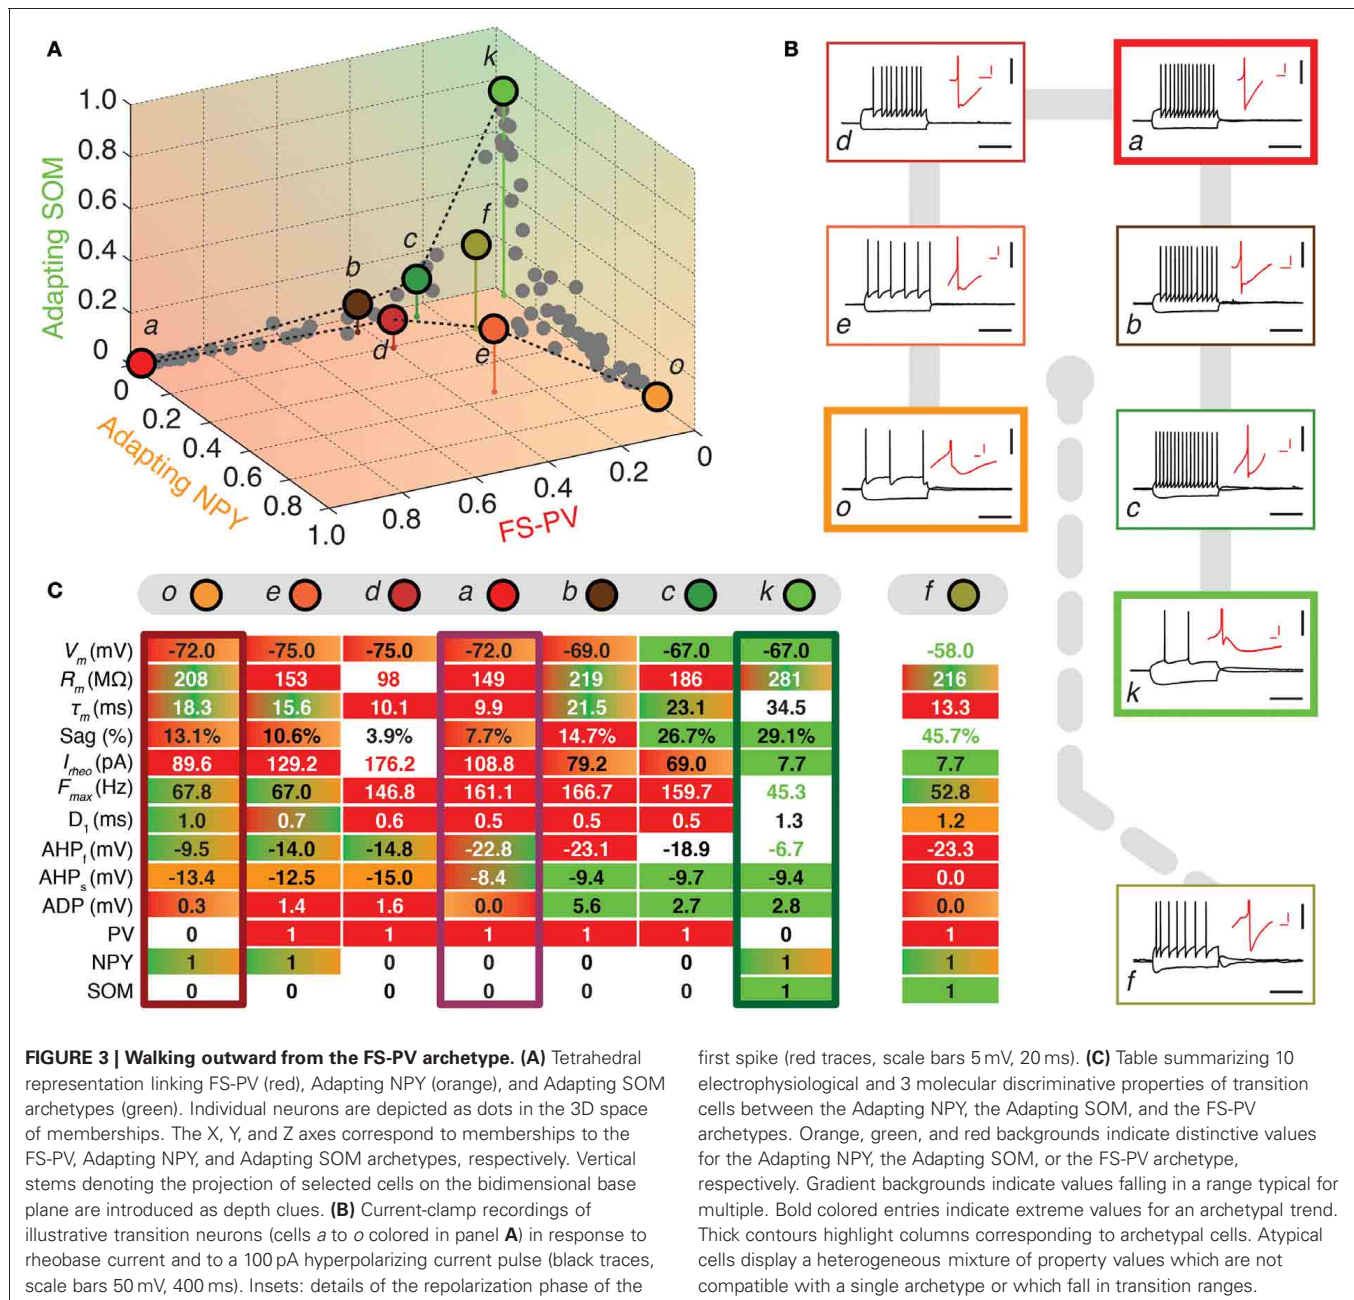 A
B
k
1.0
0.8
0.6
0.4
0.2
0
Adapting SOM
f
c
b
a
d
e
o
0
0.2
0.4
0.6
0.8
1.0
Adapting NPY
0.8
0.6
0.4
0.2
0
FS-PV
d
a
e
b
o
c
k
f
C
o e d a b c k f
Vm (mV) -72.0 -75.0 -75.0 -72.0 -69.0 -67.0 -67.0 -58.0
Rm (MΩ) 208 153 98 149 219 186 281 216
τm (ms) 18.3 15.6 10.1 9.9 21.5 23.1 34.5 13.3
Sag (%) 13.1% 10.6% 3.9% 7.7% 14.7% 26.7% 29.1% 45.7%
Irheo (pA) 89.6 129.2 176.2 108.8 79.2 69.0 7.7 7.7
Fmax (Hz) 67.8 67.0 146.8 161.1 166.7 159.7 45.3 52.8
D1 (ms) 1.0 0.7 0.6 0.5 0.5 0.5 1.3 1.2
AHPf (mV) -9.5 -14.0 -14.8 -22.8 -23.1 -18.9 -6.7 -23.3
AHPs (mV) -13.4 -12.5 -15.0 -8.4 -9.4 -9.7 -9.4 0.0
ADP (mV) 0.3 1.4 1.6 0.0 5.6 2.7 2.8 0.0
PV 0 1 1 1 1 1 0 1
NPY 1 1 0 0 0 0 1 1
SOM 0 0 0 0 0 0 1 1
FIGURE 3 | Walking outward from the FS-PV archetype. (A) Tetrahedral
representation linking FS-PV (red), Adapting NPY (orange), and Adapting SOM
archetypes (green). Individual neurons are depicted as dots in the 3D space
of memberships. The X, Y, and Z axes correspond to memberships to the
FS-PV, Adapting NPY, and Adapting SOM archetypes, respectively. Vertical
stems denoting the projection of selected cells on the bidimensional base
plane are introduced as depth clues. (B) Current-clamp recordings of
illustrative transition neurons (cells a to o colored in panel A) in response to
rheobase current and to a 100 pA hyperpolarizing current pulse (black traces,
scale bars 50 mV, 400 ms). Insets: details of the repolarization phase of the
first spike (red traces, scale bars 5 mV, 20 ms). (C) Table summarizing 10
electrophysiological and 3 molecular discriminative properties of transition
cells between the Adapting NPY, the Adapting SOM, and the FS-PV
archetypes. Orange, green, and red backgrounds indicate distinctive values
for the Adapting NPY, the Adapting SOM, or the FS-PV archetype,
respectively. Gradient backgrounds indicate values falling in a range typical for
multiple. Bold colored entries indicate extreme values for an archetypal trend.
Thick contours highlight columns corresponding to archetypal cells. Atypical
cells display a heterogeneous mixture of property values which are not
compatible with a single archetype or which fall in transition ranges.